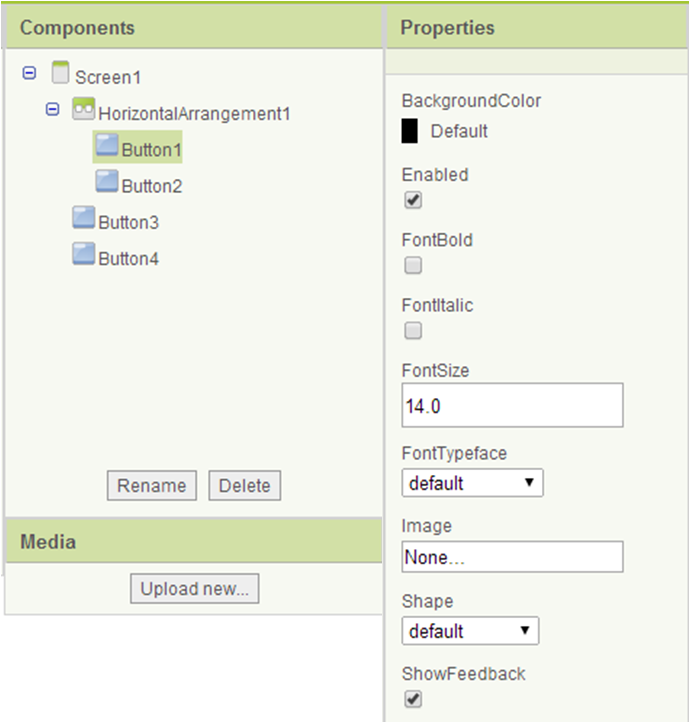 Components
Screen1
HorizontalArrangement1
Button1
Button2
Button3
Button4
Rename Delete
Media
Upload new...
Properties
BackgroundColor
Default
Enabled
FontBold
FontItalic
FontSize
14.0
FontTypeface
default
Image
None...
Shape
default
ShowFeedback